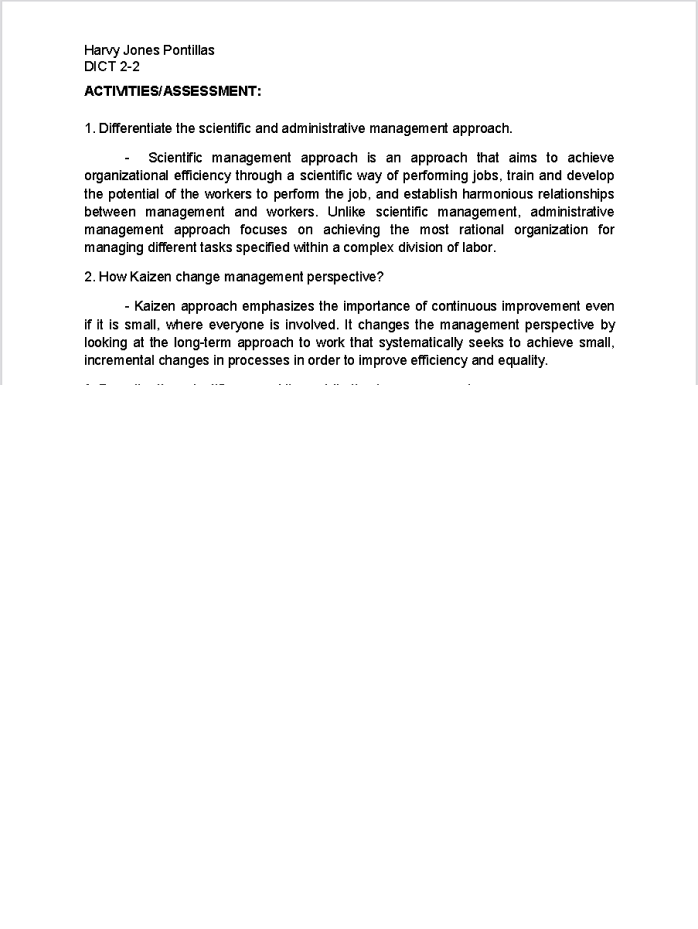 Harvy Jones Pontillas
DICT 2-2
ACTIVITIES/ASSESSMENT:
1. Differentiate the scientific and administrative management approach.
- Scientific management approach is an approach that aims to achieve
organizational efficiency through a scientific way of performing jobs, train and develop
the potential of the workers to perform the job, and establish harmonious relationships
between management and workers. Unlike scientific management, administrative
management approach focuses on achieving the most rational organization for
managing different tasks specified within a complex division of labor.
2. How Kaizen change management perspective?
- Kaizen approach emphasizes the importance of continuous improvement even
if it is small, where everyone is involved. It changes the management perspective by
looking at the long-term approach to work that systematically seeks to achieve small,
incremental changes in processes in order to improve efficiency and equality.